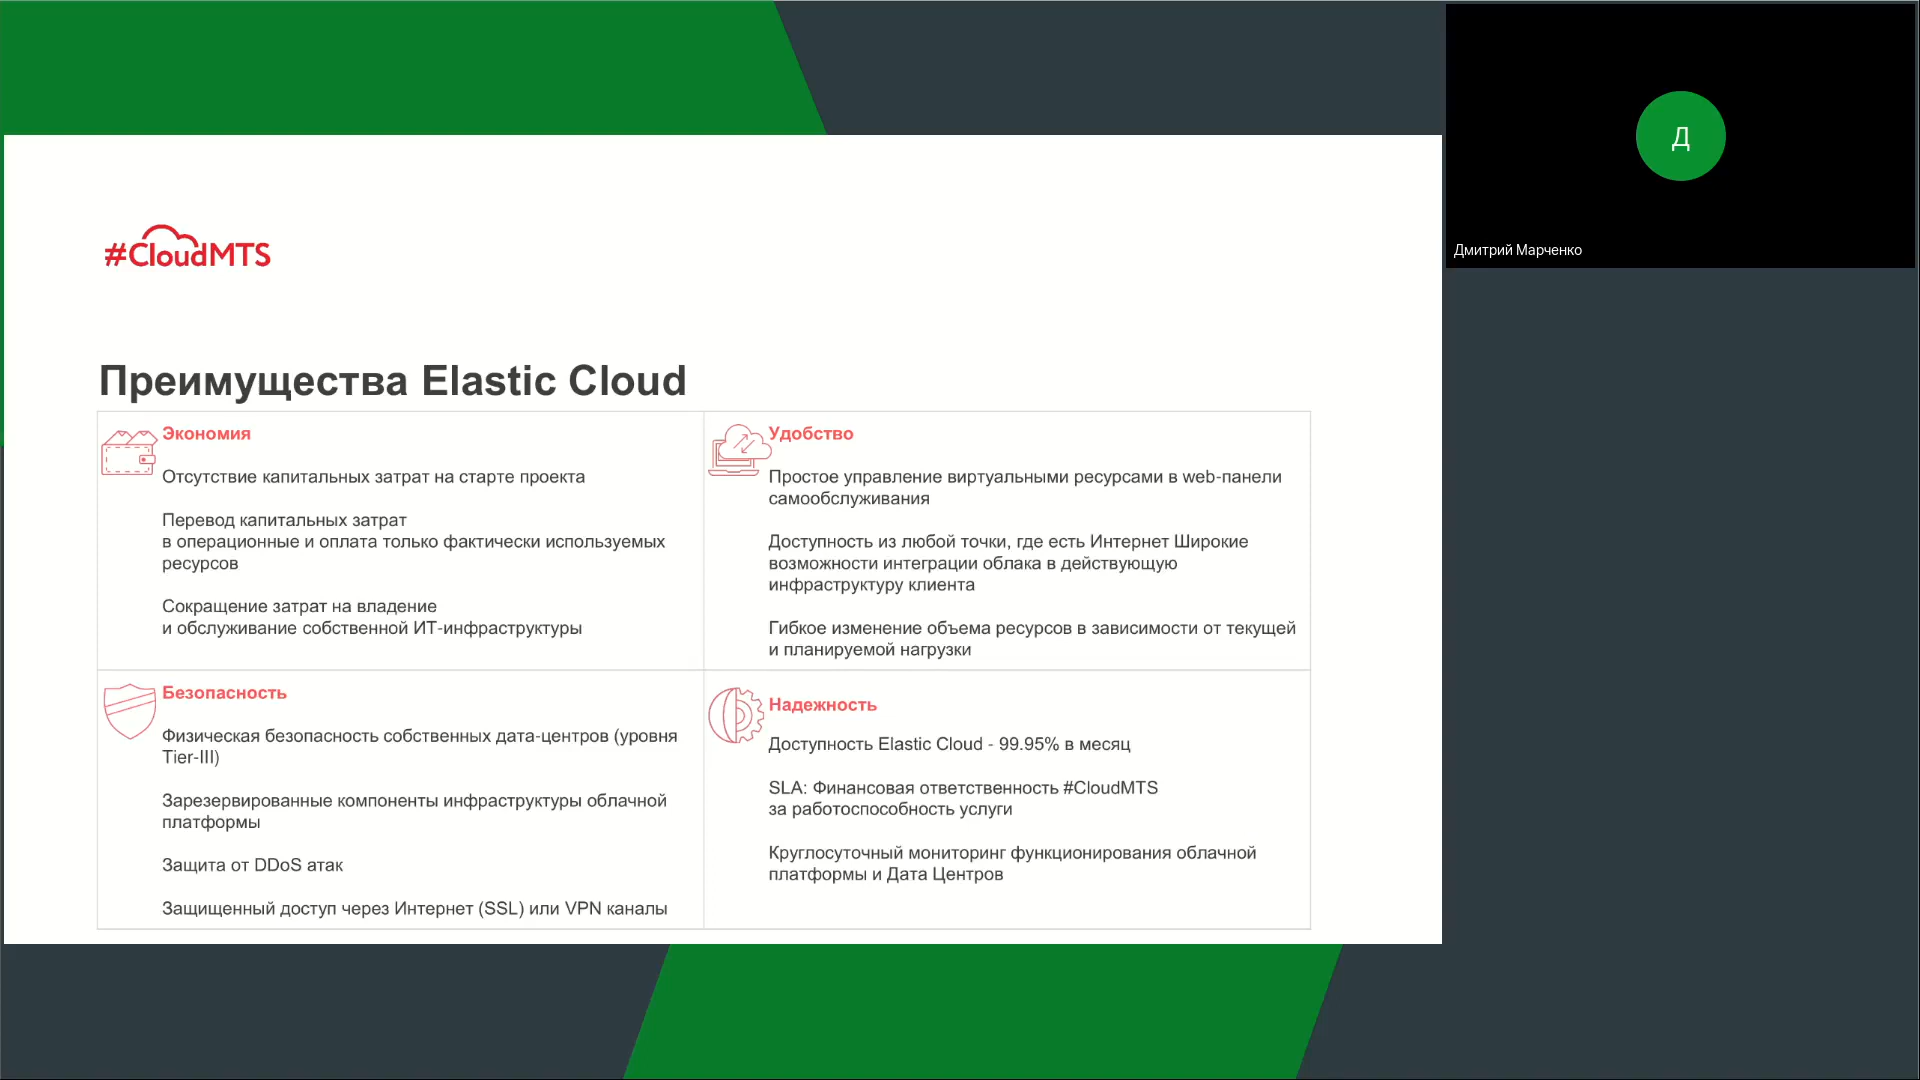 #CloudMTS
Преимущества Elastic Cloud
Экономия
Отсутствие капитальных затрат на старте проекта
Перевод капитальных затрат
в операционные и оплата только фактически используемых
ресурсов
Сокращение затрат на владение
и обслуживание собственной ИТ-инфраструктуры
Удобство
Простое управление виртуальными ресурсами в web-панели
самообслуживания
Доступность из любой точки, где есть Интернет Широкие
возможности интеграции облака в действующую
инфраструктуру клиента
Гибкое изменение объема ресурсов в зависимости от текущей
и планируемой нагрузки
Безопасность
Физическая безопасность собственных дата-центров (уровня
Tier-III)
Зарезервированные компоненты инфраструктуры облачной
платформы
Защита от DDoS атак
Защищенный доступ через Интернет (SSL) или VPN каналы
Надежность
Доступность Elastic Cloud - 99.95% в месяц
SLA: Финансовая ответственность #CloudMTS
за работоспособность услуги
Круглосуточный мониторинг функционирования облачной
платформы и Дата Центров
Д
Дмитрий Марченко